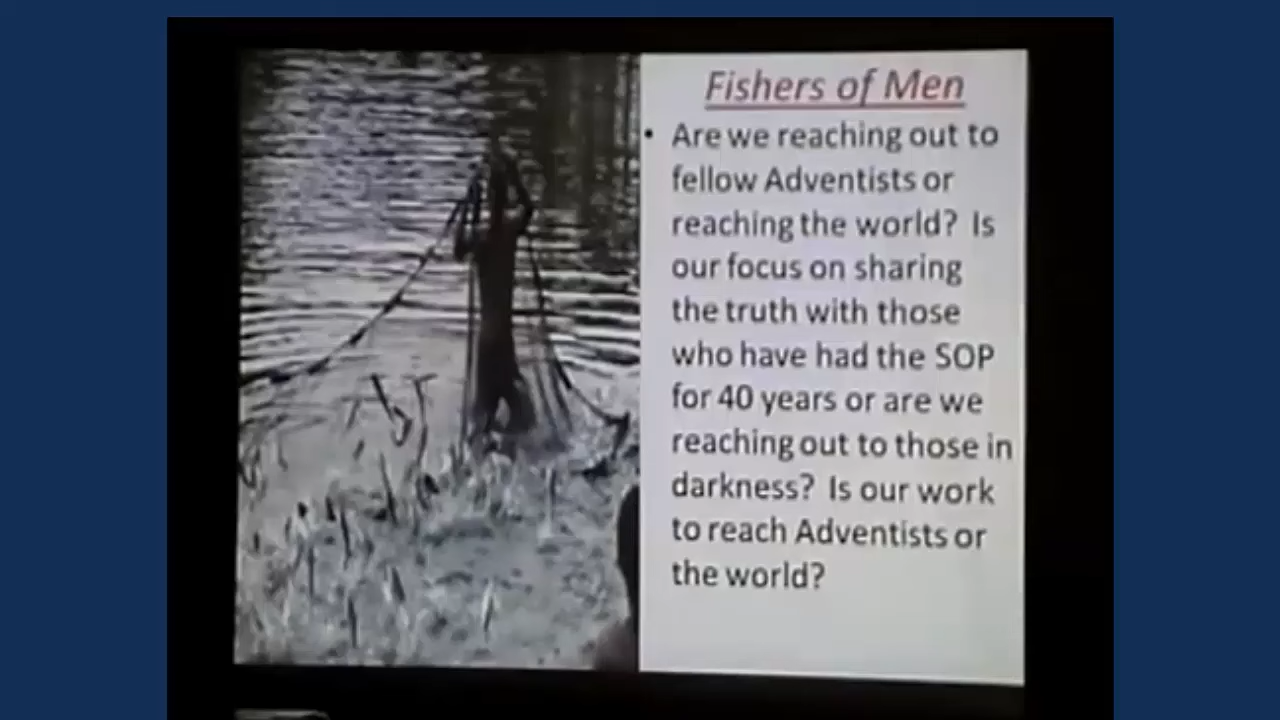 Fishers of Men
• Are we reaching out to
fellow Adventists or
reaching the world? Is
our focus on sharing
the truth with those
who have had the SOP
for 40 years or are we
reaching out to those in
darkness? Is our work
to reach Adventists or
the world?